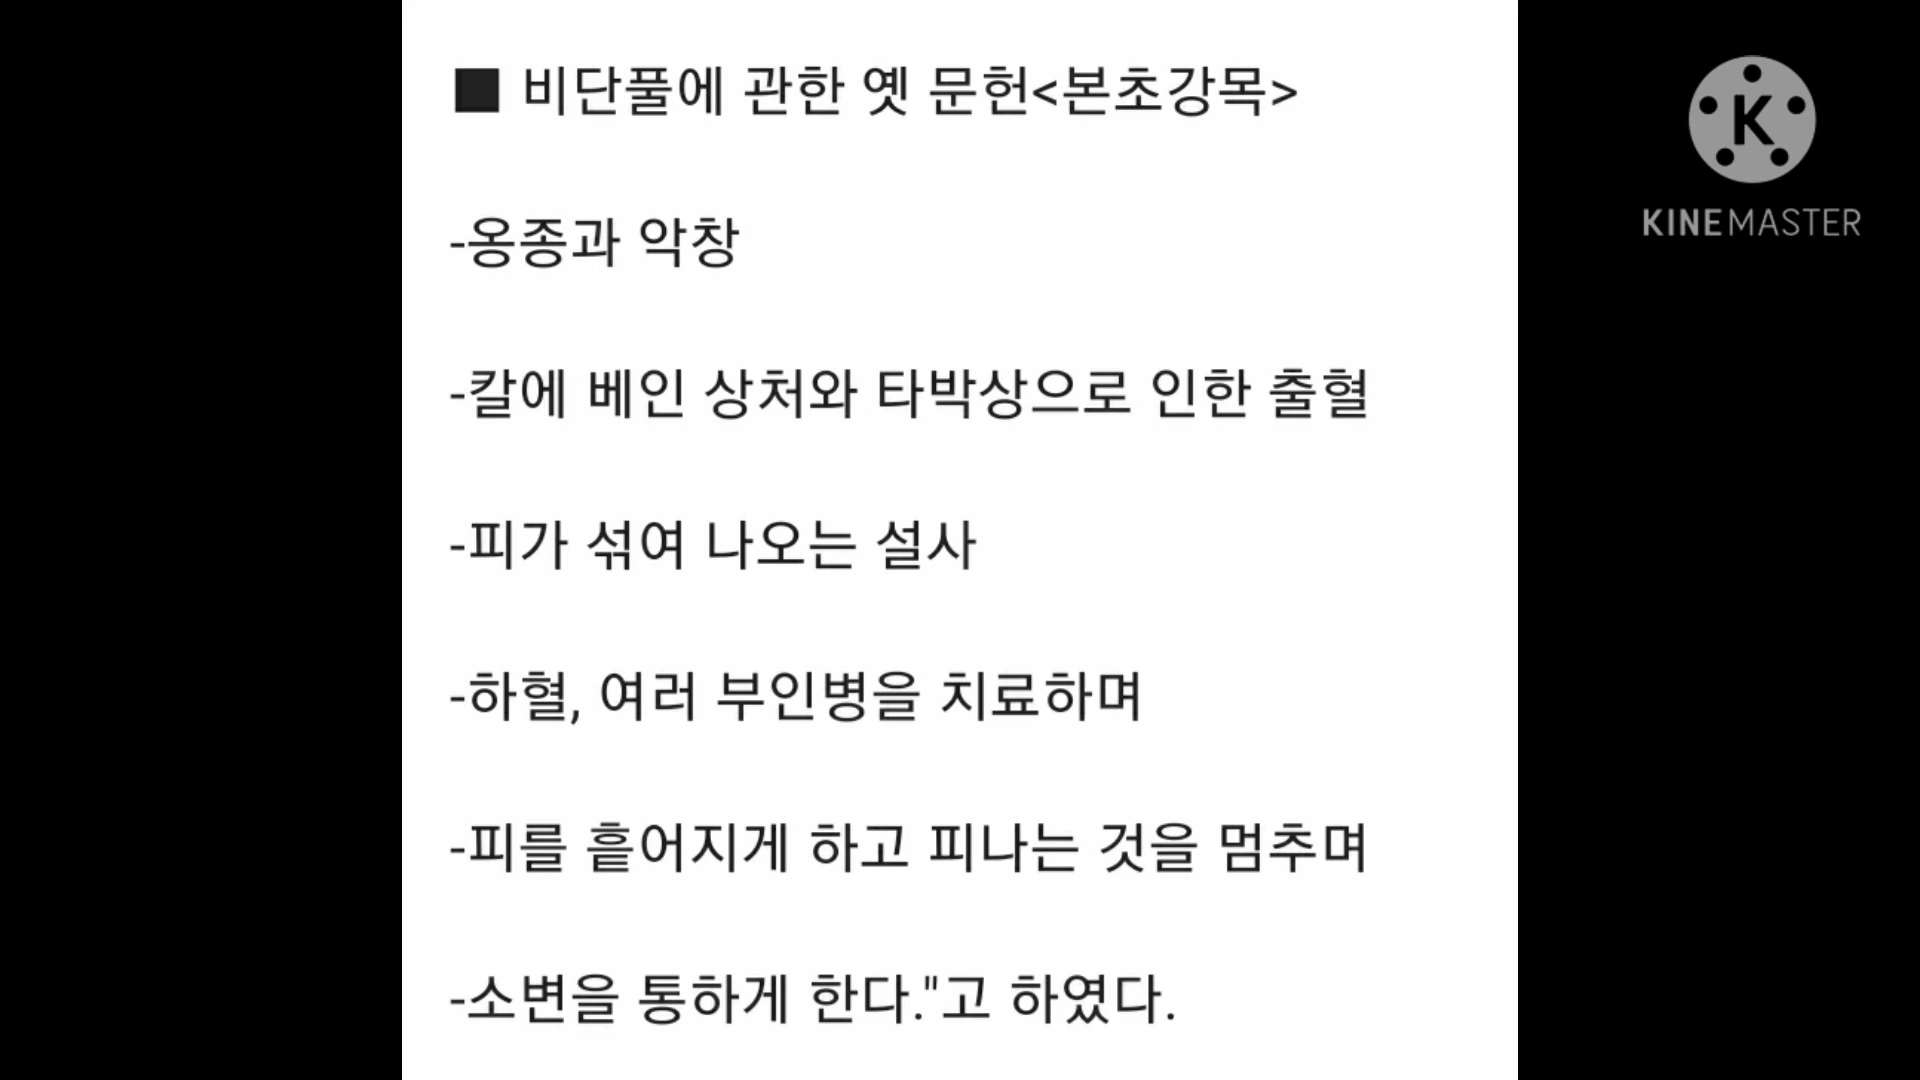 ■ 비단풀에 관한 옛 문헌<본초강목>
-옹종과 악창
-칼에 베인 상처와 타박상으로 인한 출혈
-피가 섞여 나오는 설사
-하혈, 여러 부인병을 치료하며
-피를 흩어지게 하고 피나는 것을 멈추며
-소변을 통하게 한다."고 하였다.
K
KINEMASTER